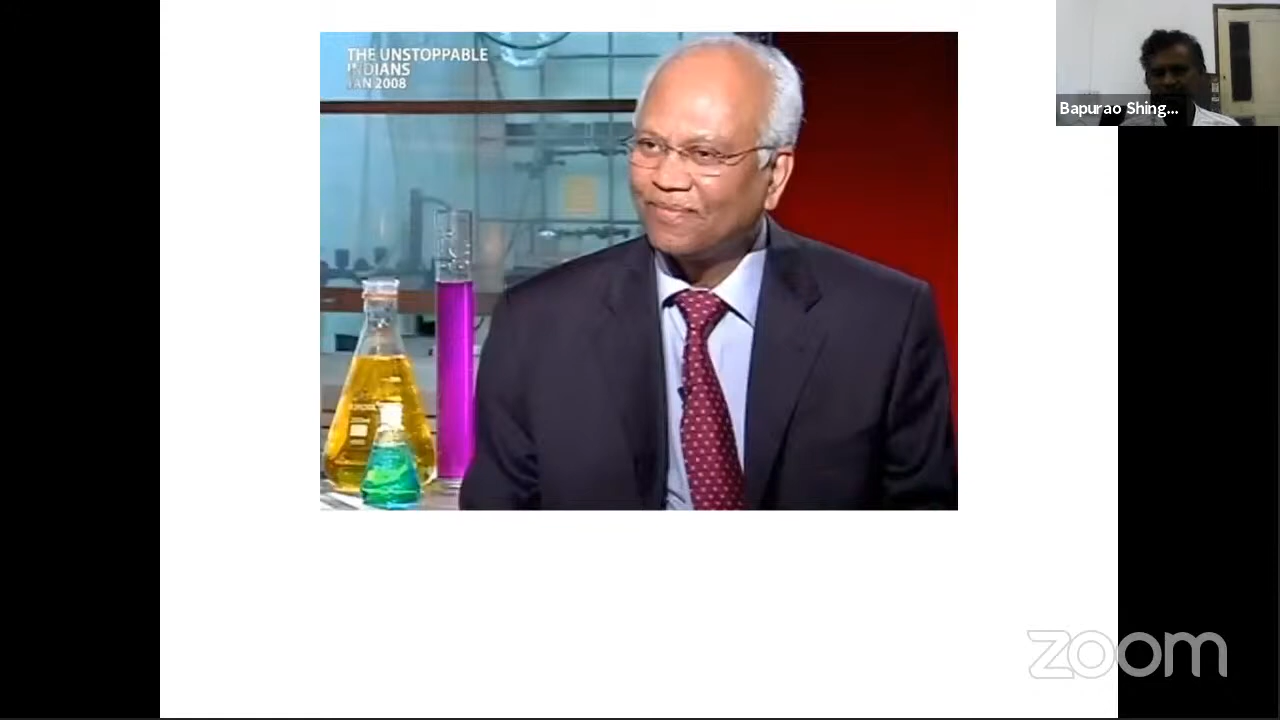 THE UNSTOPPABLE
INDIANS
JAN 2008
Bapurao Shing...
zoom